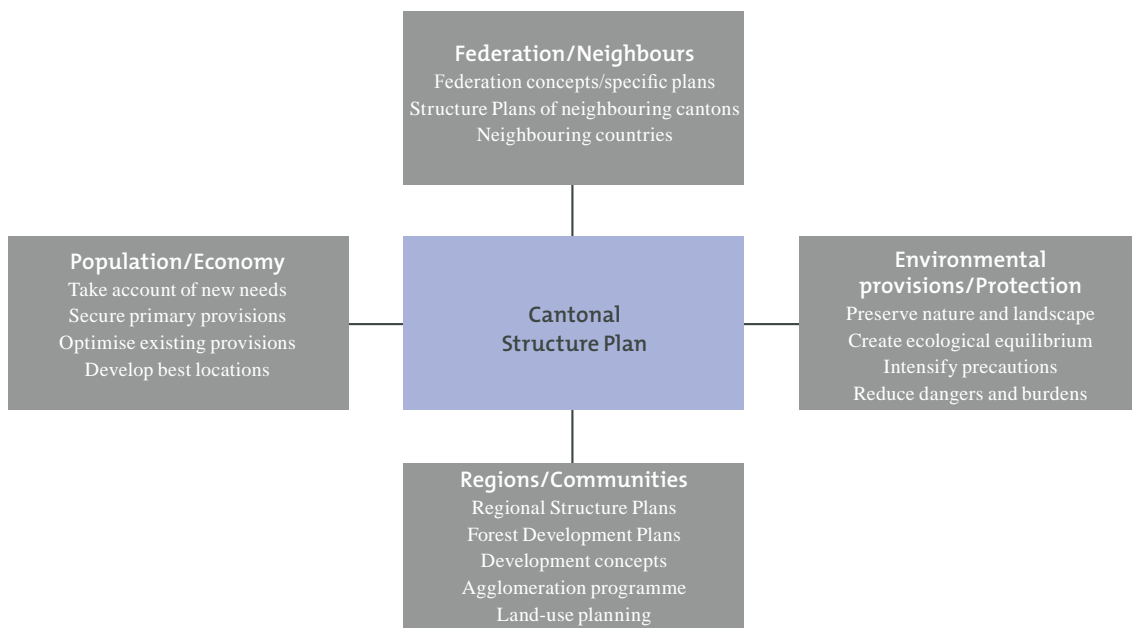 Federation/Neighbours
Federation concepts/specific plans
Structure Plans of neighbouring cantons
Neighbouring countries
Population/Economy
Take account of new needs
Secure primary provisions
Optimise existing provisions
Develop best locations
Cantonal
Structure Plan
Environmental
provisions/Protection
Preserve nature and landscape
Create ecological equilibrium
Intensify precautions
Reduce dangers and burdens
Regions/Communities
Regional Structure Plans
Forest Development Plans
Development concepts
Agglomeration programme
Land-use planning